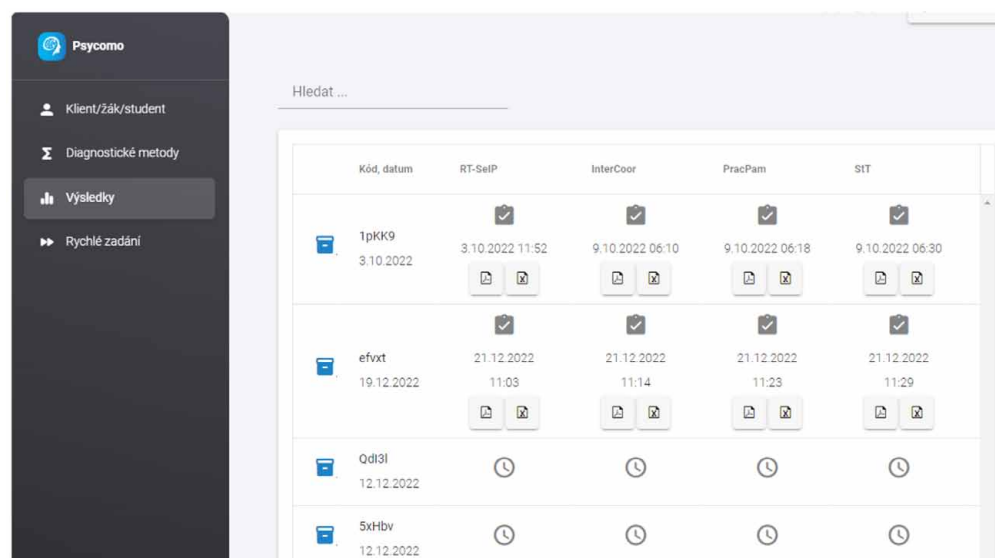 Psycomo
Klient/žák/student
Diagnostické metody
Výsledky
Rychlé zadání
Hledat ...
Kód, datum RT-SelP InterCoor PracPam StT
1pKK9
3.10.2022
3.10.2022 11:52 9.10.2022 06:10 9.10.2022 06:18 9.10.2022 06:30
efvxt
19.12.2022
21.12.2022 21.12.2022 21.12.2022 21.12.2022
11:03 11:14 11:23 11:29
12.12.2022
5xHbv
12.12.2022